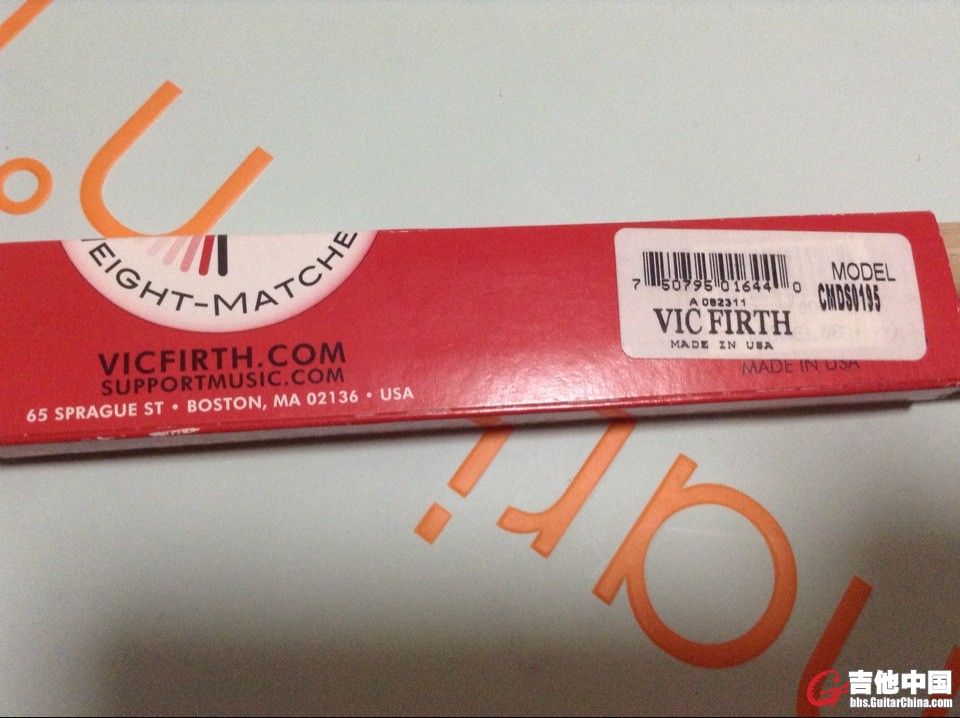 EIGHT-MATCHE
VICFIRTH.COM
SUPPORTMUSIC.COM
65 SPRAGUE ST • BOSTON, MA 02136 • USA
7 50795 01644 0
A 082311
VIC FIRTH
MADE IN USA
MODEL
CMDS0195
MADE IN USA
吉他中国
bbs.GuitarChina.com